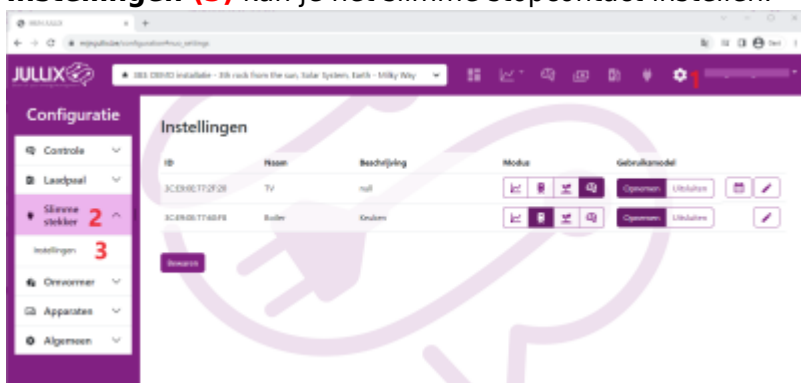 instellingen (3) kun je het slimme stopcontact instellen.
JULLIX
1
Configuratie
Instellingen
Controle
Laadpaal
Slimme stekker 2
Instellingen 3
Omvormer
Apparaten
Algemeen
ID Naam Beschrijving Modus Gebruiksmodel
TV null Opnemen Uitsluiten
Boiler Keuken Opnemen Uitsluiten
Bewaren